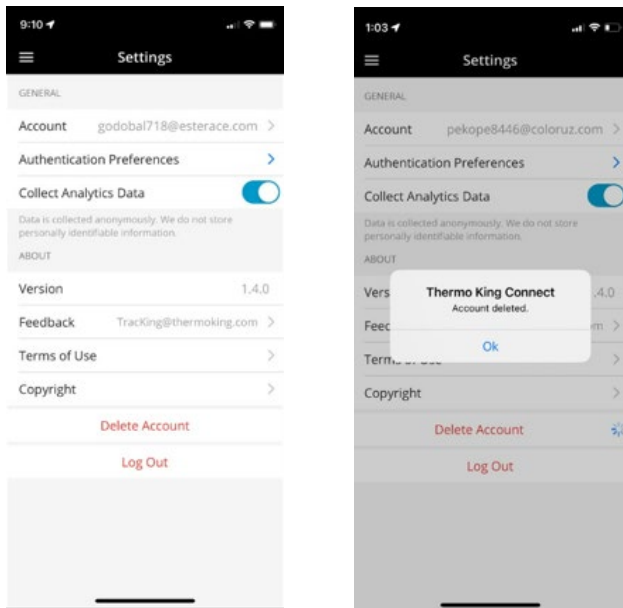 9:10
Settings
GENERAL
Account godobal718@esterace.com
Authentication Preferences
Collect Analytics Data
Data is collected anonymously. We do not store
personally identifiable information.
ABOUT
Version 1.4.0
Feedback TracKing@thermoking.com
Terms of Use
Copyright
Delete Account
Log Out
1:03
Settings
GENERAL
Account pekope8446@coloruz.com
Authentication Preferences
Collect Analytics Data
Data is collected anonymously. We do not store
personally identifiable information.
ABOUT
Vers .4.0
Thermo King Connect
Account deleted.
Feec m
Ok
Copyright
Delete Account
Log Out